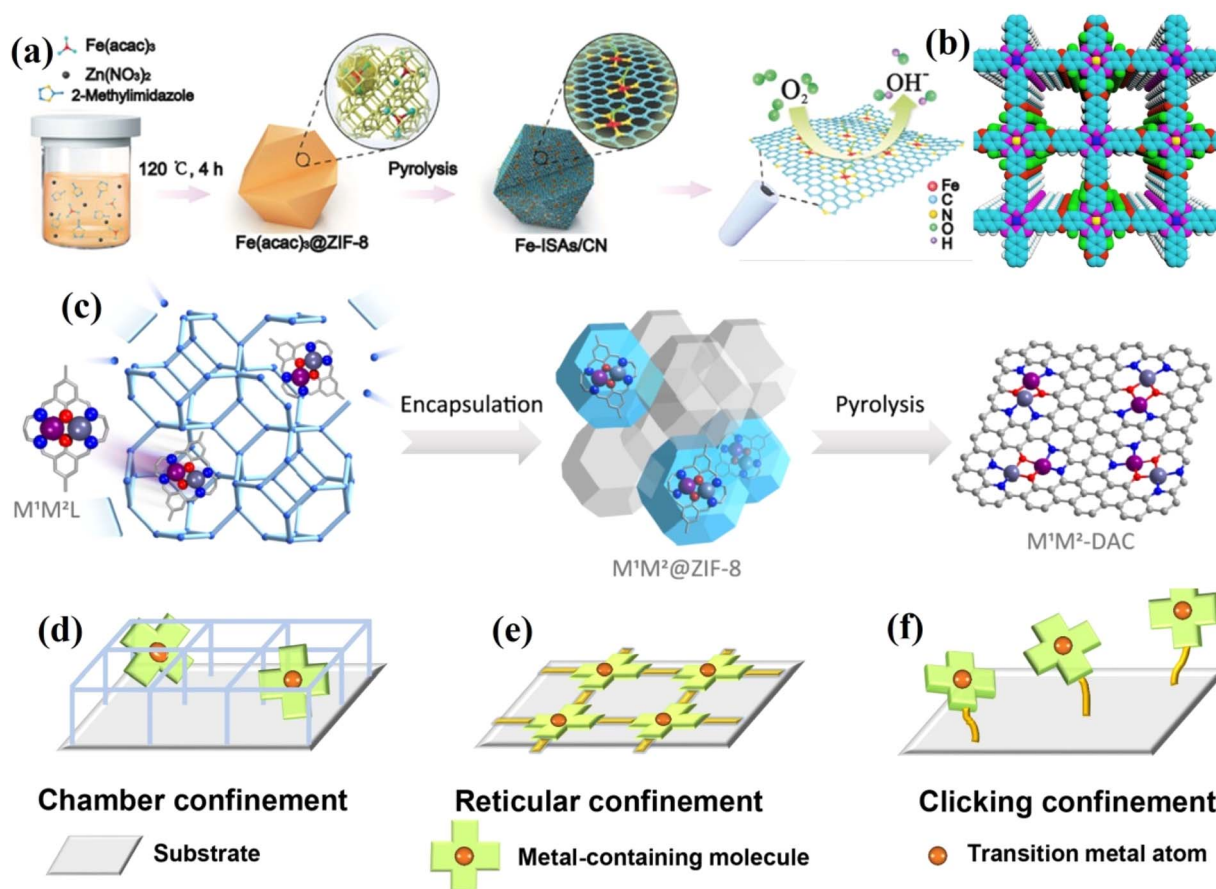 (a)
Fe(acac)₃
Zn(NO₃)₂
2-Methylimidazole
120 ℃, 4 h
Fe(acac)₃@ZIF-8
Pyrolysis
Fe-ISAs/CN
O₂
OH⁻
Fe
C
N
O
H
(b)
(c)
M¹M²L
Encapsulation
M¹M²@ZIF-8
Pyrolysis
M¹M²-DAC
(d)
(e)
(f)
Chamber confinement
Reticular confinement
Clicking confinement
Substrate
Metal-containing molecule
Transition metal atom